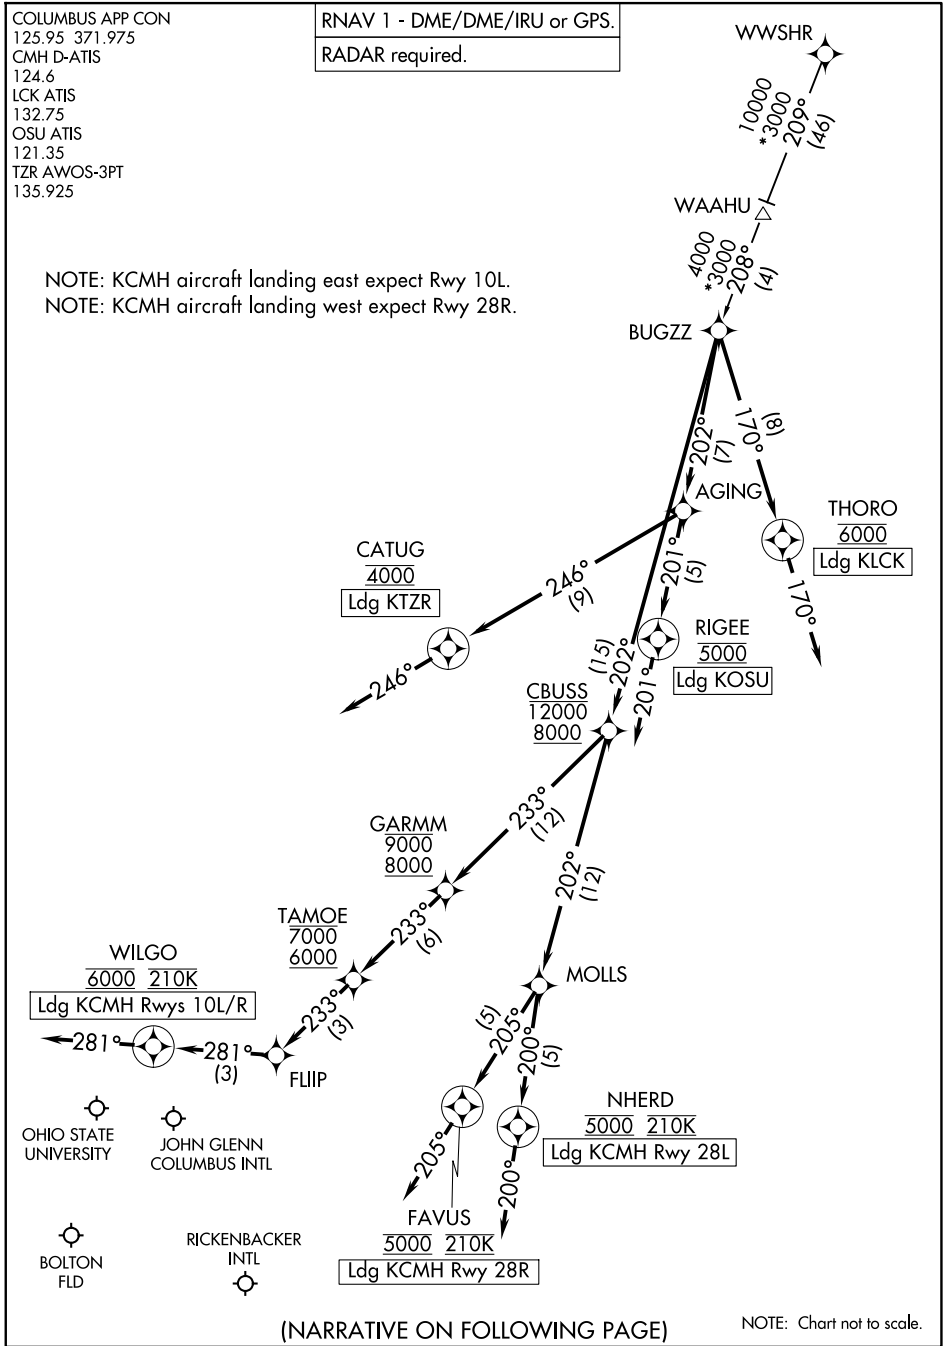 COLUMBUS APP CON
125.95 371.975
CMH D-ATIS
124.6
LCK ATIS
132.75
OSU ATIS
121.35
TZR AWOS-3PT
135.925
RNAV 1 - DME/DME/IRU or GPS.
RADAR required.
WWSHR
10000
*3000
209°
(46)
WAAHU
4000
*3000
208°
(4)
NOTE: KCMH aircraft landing east expect Rwy 10L.
NOTE: KCMH aircraft landing west expect Rwy 28R.
BUGZZ
202°
(7)
170°
(8)
AGING
THORO
6000
Ldg KLCK
170°
CATUG
4000
Ldg KTZR
246°
(9)
201°
(5)
246°
RIGEE
5000
Ldg KOSU
201°
(15)
202°
CBUSS
12000
8000
233°
(12)
202°
(12)
GARMM
9000
8000
233°
(6)
TAMOE
7000
6000
233°
(3)
MOLLS
WILGO
6000 210K
Ldg KCMH Rwys 10L/R
281°
281°
(3)
FLIIP
(5)
205°
200°
(5)
NHERD
5000 210K
Ldg KCMH Rwy 28L
205°
200°
FAVUS
5000 210K
Ldg KCMH Rwy 28R
OHIO STATE
UNIVERSITY
JOHN GLENN
COLUMBUS INTL
BOLTON
FLD
RICKENBACKER
INTL
(NARRATIVE ON FOLLOWING PAGE)
NOTE: Chart not to scale.